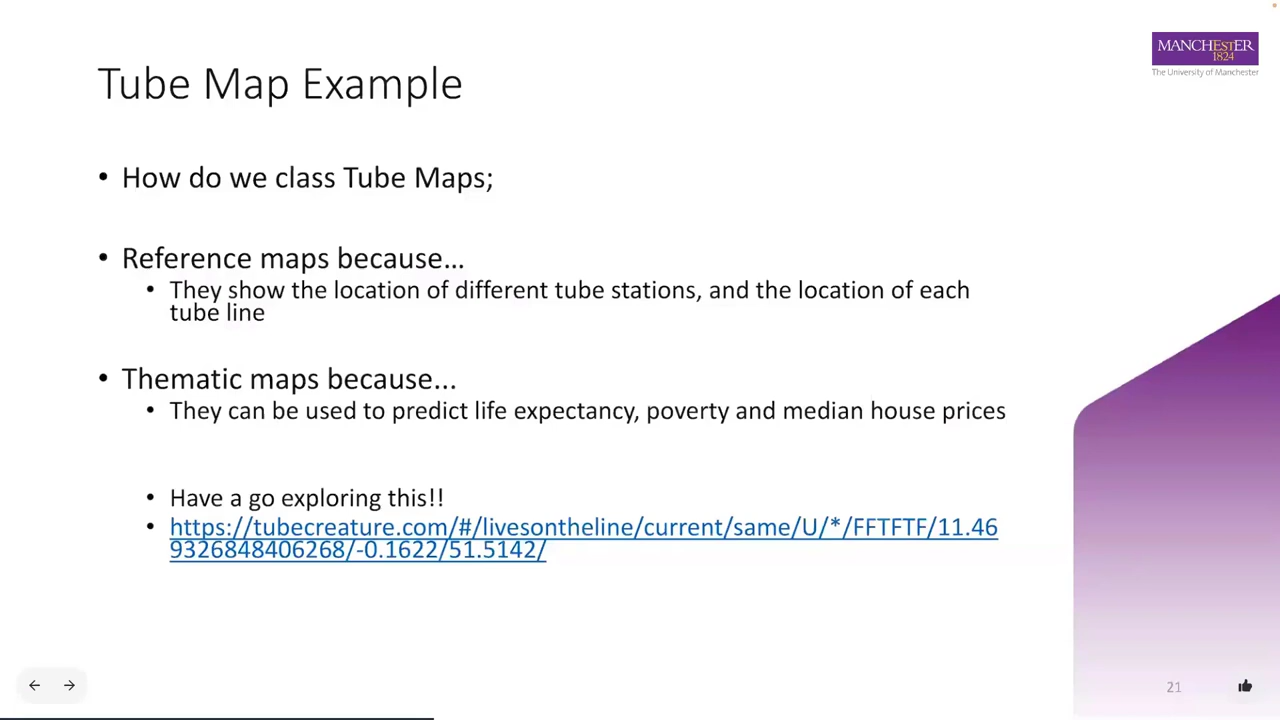 MANCHESTER
1824
The University of Manchester
Tube Map Example
• How do we class Tube Maps;
• Reference maps because...
• They show the location of different tube stations, and the location of each
tube line
• Thematic maps because...
• They can be used to predict life expectancy, poverty and median house prices
• Have a go exploring this!!
• https://tubecreature.com/#/livesontheline/current/same/U/*/FFTFTF/11.46
9326848406268/-0.1622/51.5142/
21